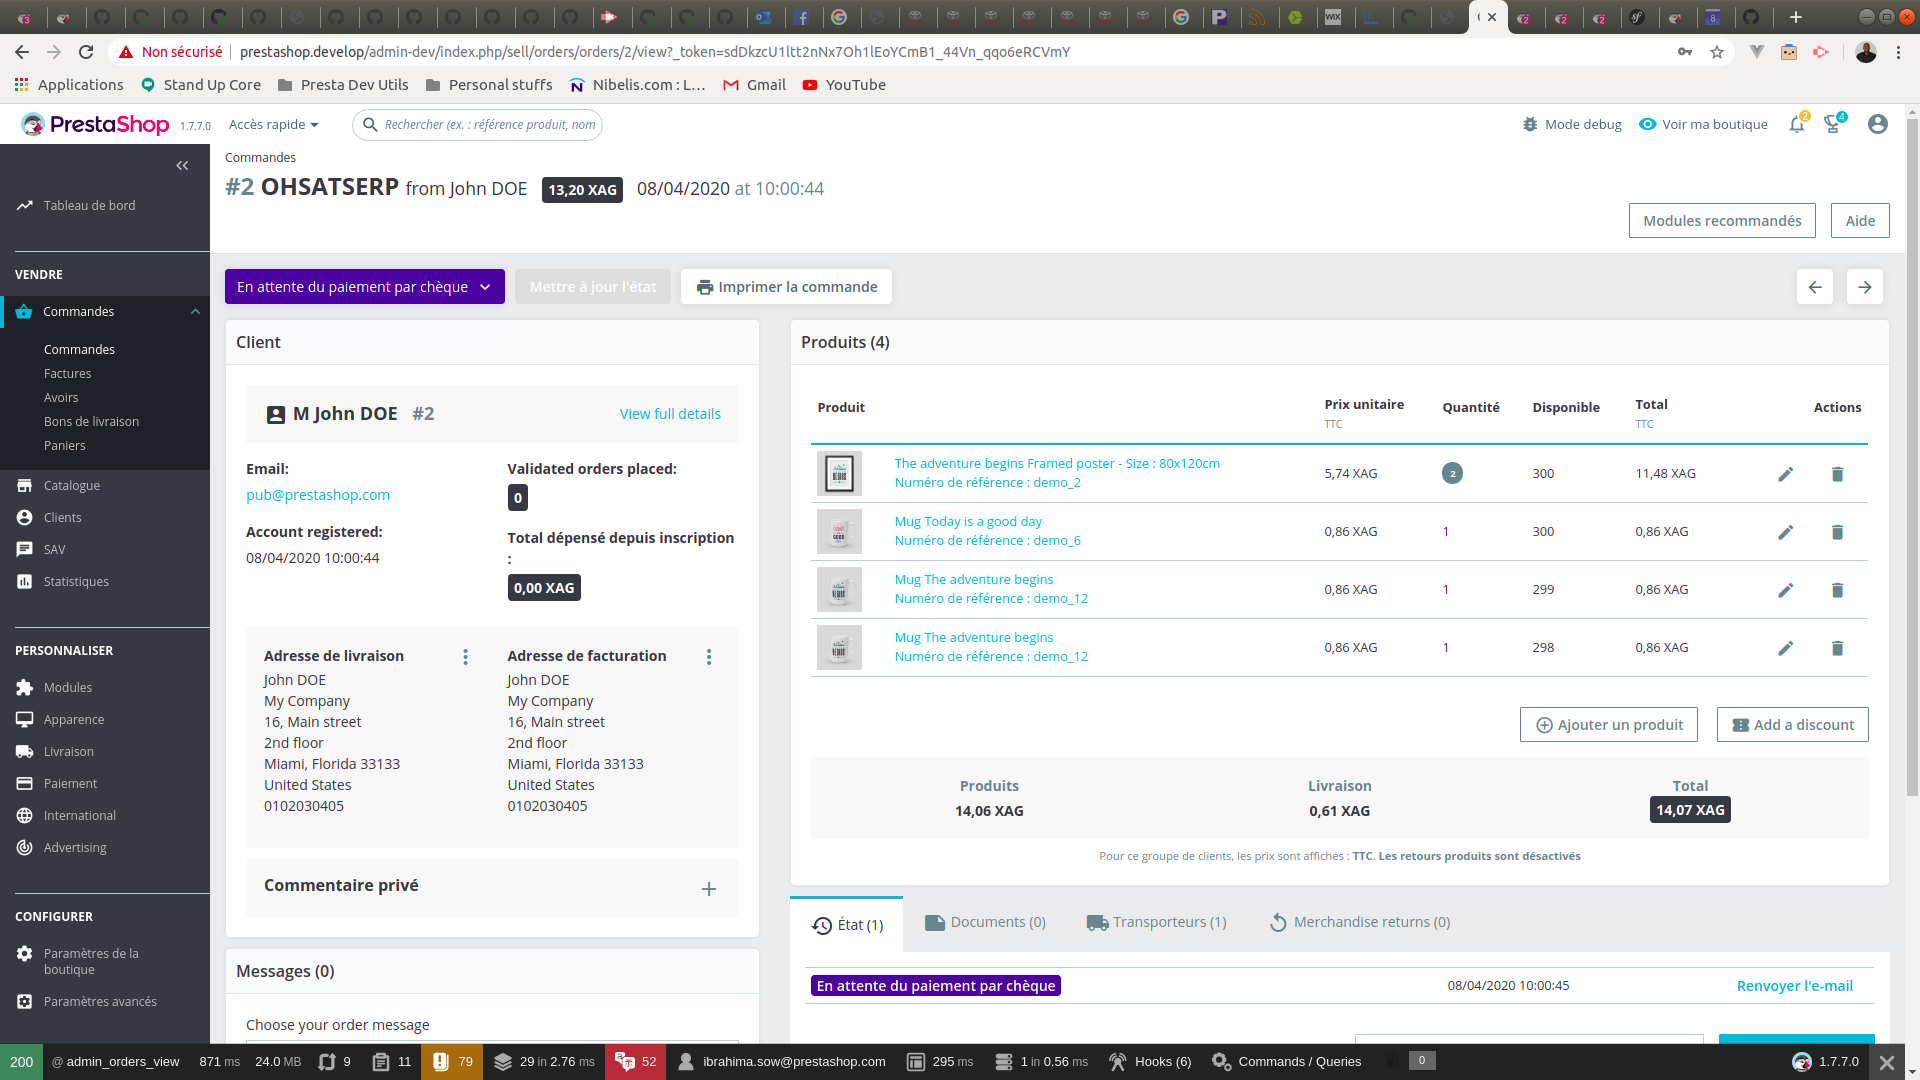 Non sécurisé
prestashop.develop/admin-dev/index.php/sell/orders/orders/2/view?_token=sdDkzcU1ltt2nNx7Oh1lEoYCmB1_44Vn_qqo6eRCVmY
Applications
Stand Up Core
Presta Dev Utils
Personal stuffs
Nibelis.com : L...
Gmail
YouTube
PrestaShop
1.7.7.0
Accès rapide
Rechercher (ex. : référence produit, nom
Mode debug
Voir ma boutique
2
4
Commandes
#2 OHSATSERP from John DOE 13,20 XAG 08/04/2020 at 10:00:44
Modules recommandés
Aide
Tableau de bord
VENDRE
Commandes
Commandes
Factures
Avoirs
Bons de livraison
Paniers
Catalogue
Clients
SAV
Statistiques
PERSONNALISER
Modules
Apparence
Livraison
Paiement
International
Advertising
CONFIGURER
Paramètres de la
boutique
Paramètres avancés
En attente du paiement par chèque
Mettre à jour l'état
Imprimer la commande
Client
M John DOE #2
View full details
Email:
pub@prestashop.com
Account registered:
08/04/2020 10:00:44
Validated orders placed:
0
Total dépensé depuis inscription
:
0,00 XAG
Adresse de livraison
John DOE
My Company
16, Main street
2nd floor
Miami, Florida 33133
United States
0102030405
Adresse de facturation
John DOE
My Company
16, Main street
2nd floor
Miami, Florida 33133
United States
0102030405
Commentaire privé
Messages (0)
Choose your order message
Produits (4)
Produit Prix unitaire Quantité Disponible Total Actions
TTC TTC
The adventure begins Framed poster - Size : 80x120cm
Numéro de référence : demo_2
5,74 XAG 2 300 11,48 XAG
Mug Today is a good day
Numéro de référence : demo_6
0,86 XAG 1 300 0,86 XAG
Mug The adventure begins
Numéro de référence : demo_12
0,86 XAG 1 299 0,86 XAG
Mug The adventure begins
Numéro de référence : demo_12
0,86 XAG 1 298 0,86 XAG
Ajouter un produit
Add a discount
Produits Livraison Total
14,06 XAG 0,61 XAG 14,07 XAG
Pour ce groupe de clients, les prix sont affichés : TTC. Les retours produits sont désactivés
État (1)
Documents (0)
Transporteurs (1)
Merchandise returns (0)
En attente du paiement par chèque
08/04/2020 10:00:45
Renvoyer l'e-mail
200 @ admin_orders_view 871 ms 24.0 MB 9 11 79 29 in 2.76 ms 52 ibrahima.sow@prestashop.com 295 ms 1 in 0.56 ms Hooks (6) Commands / Queries 0 1.7.7.0